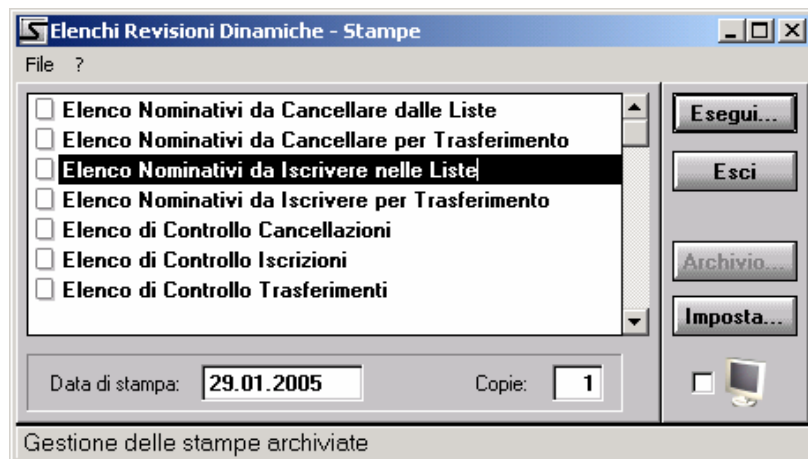 Elenchi Revisioni Dinamiche - Stampe
File ?
Elenco Nominativi da Cancellare dalle Liste
Elenco Nominativi da Cancellare per Trasferimento
Elenco Nominativi da Iscrivere nelle Liste
Elenco Nominativi da Iscrivere per Trasferimento
Elenco di Controllo Cancellazioni
Elenco di Controllo Iscrizioni
Elenco di Controllo Trasferimenti
Esegui...
Esci
Archivio...
Imposta...
Data di stampa: 29.01.2005 Copie: 1
Gestione delle stampe archiviate